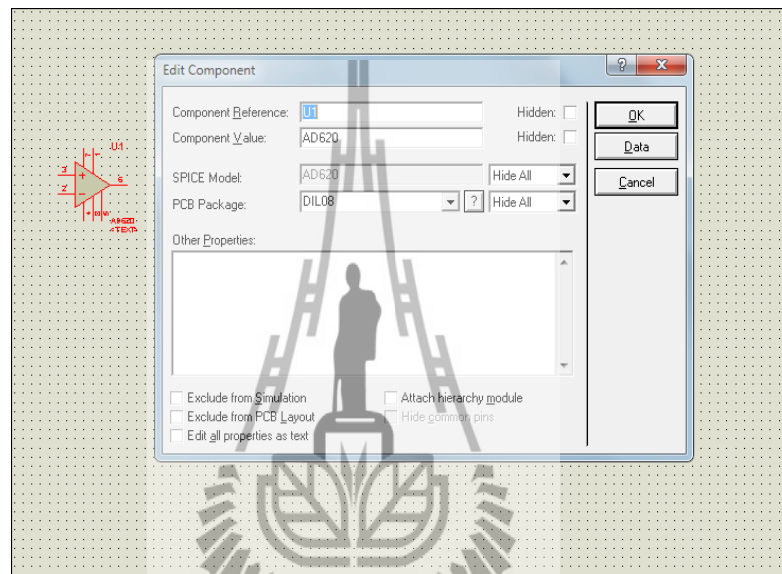 Edit Component
Component Reference: U1 Hidden:
OK
Component Value: AD620 Hidden:
Data
SPICE Model: AD620 Hide All
Cancel
PCB Package: DIL08 ? Hide All
Other Properties:
Exclude from Simulation Attach hierarchy module
Exclude from PCB Layout Hide common pins
Edit all properties as text
U1
3
2
6
AD620
<TEXT>